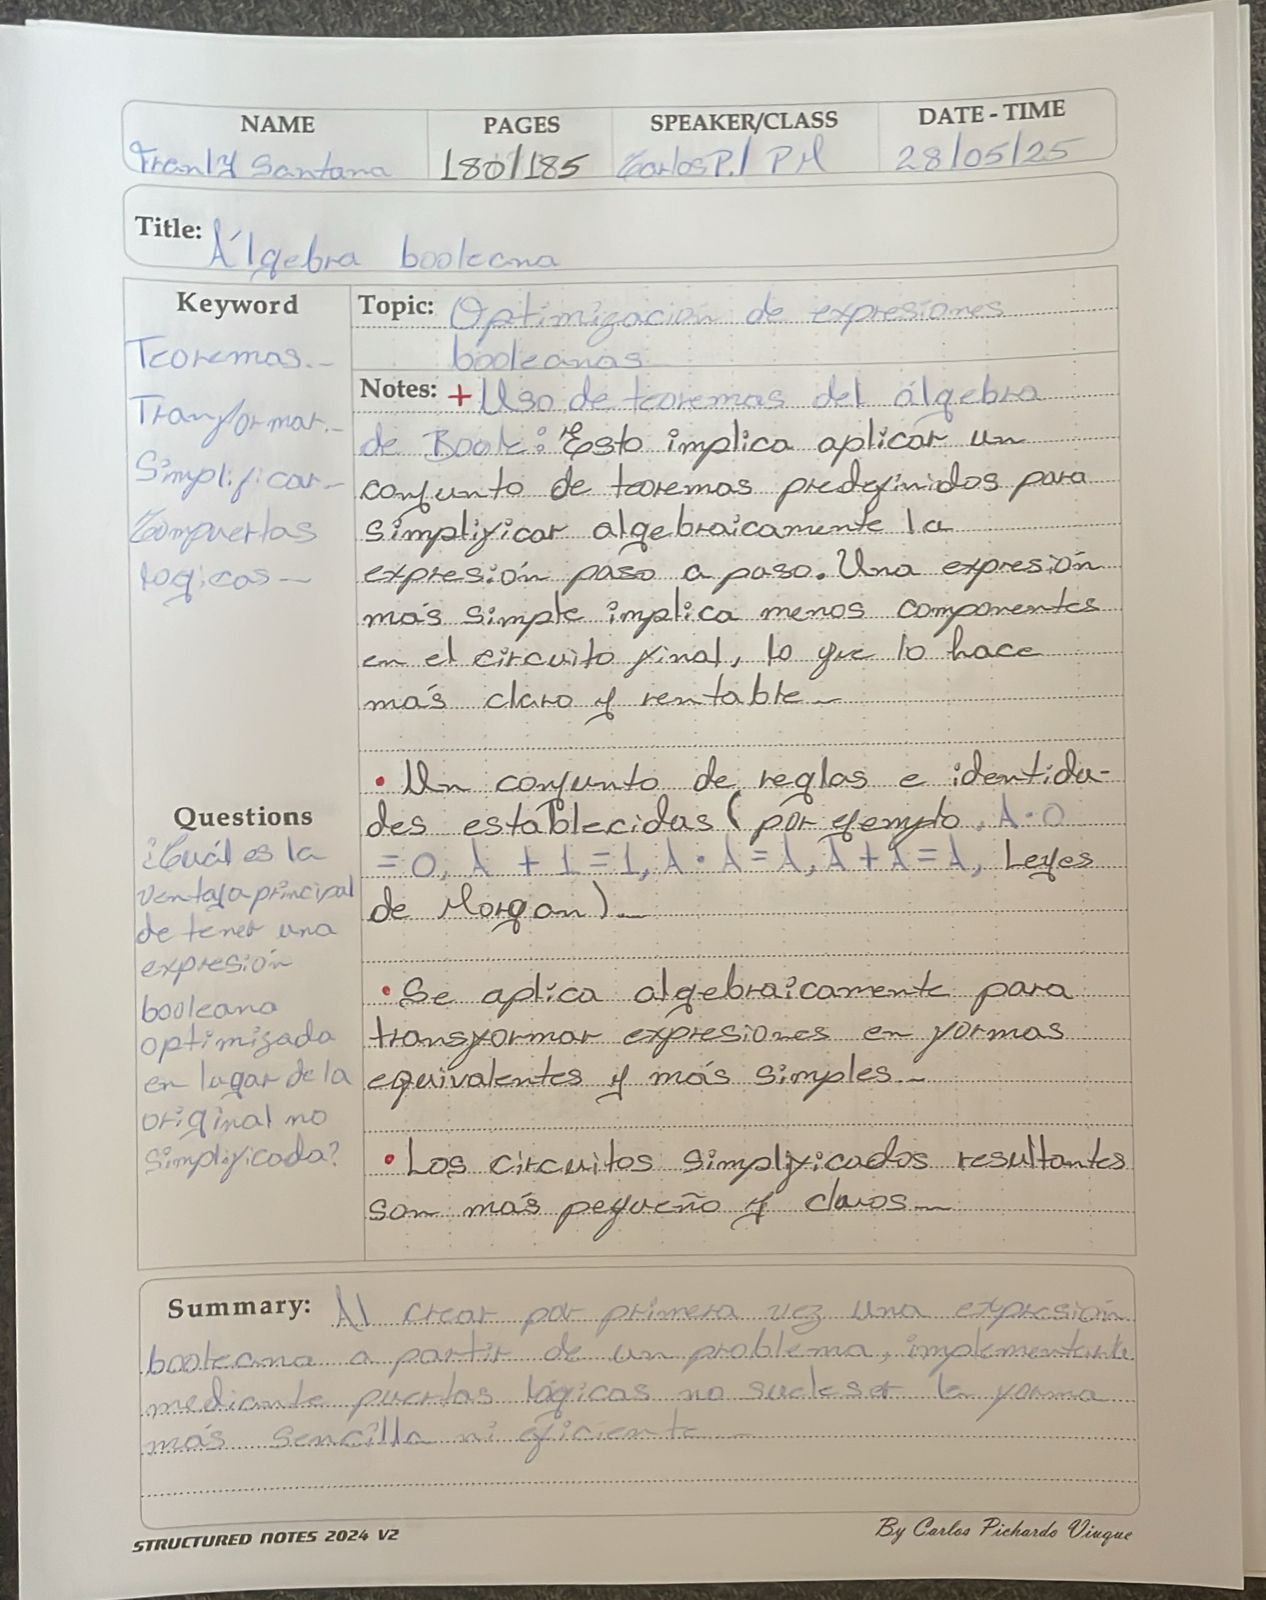 NAME PAGES SPEAKER/CLASS DATE - TIME
Franly Santana 180/185 Carlos P./ PM 28/05/25
Title: Álgebra booleana
Keyword
Teoremas.-
Transformar.-
Simplificar-
Compuertas
logicas-
Topic: Optimización de expresiones
booleanas
Notes: + Uso de teoremas del álgebra
de Boole: Esto implica aplicar un
conjunto de teoremas predefinidos para
simplificar algebraicamente la
expresión paso a paso. Una expresión
más simple implica menos componentes
en el circuito final, lo que lo hace
más claro y rentable-
• Un conjunto de reglas e identida-
des establecidas (por ejemplo, A·0
=0, A + 1=1, A·A=A, A+A=A, Leyes
de Morgan).-
• Se aplica algebraicamente para
transformar expresiones en formas
equivalentes y más simples-
• Los circuitos simplificados resultantes
son más pequeño y claros-
Questions
¿Cuál es la
ventaja principal
de tener una
expresión
booleana
optimizada
en lugar de la
original no
simplificada?
Summary: Al crear por primera vez una expresión
booleana a partir de un problema, implementarla
mediante puertas lógicas no suele ser la forma
más sencilla ni eficiente-
STRUCTURED NOTES 2024 V2
By Carlos Pichardo Viuque